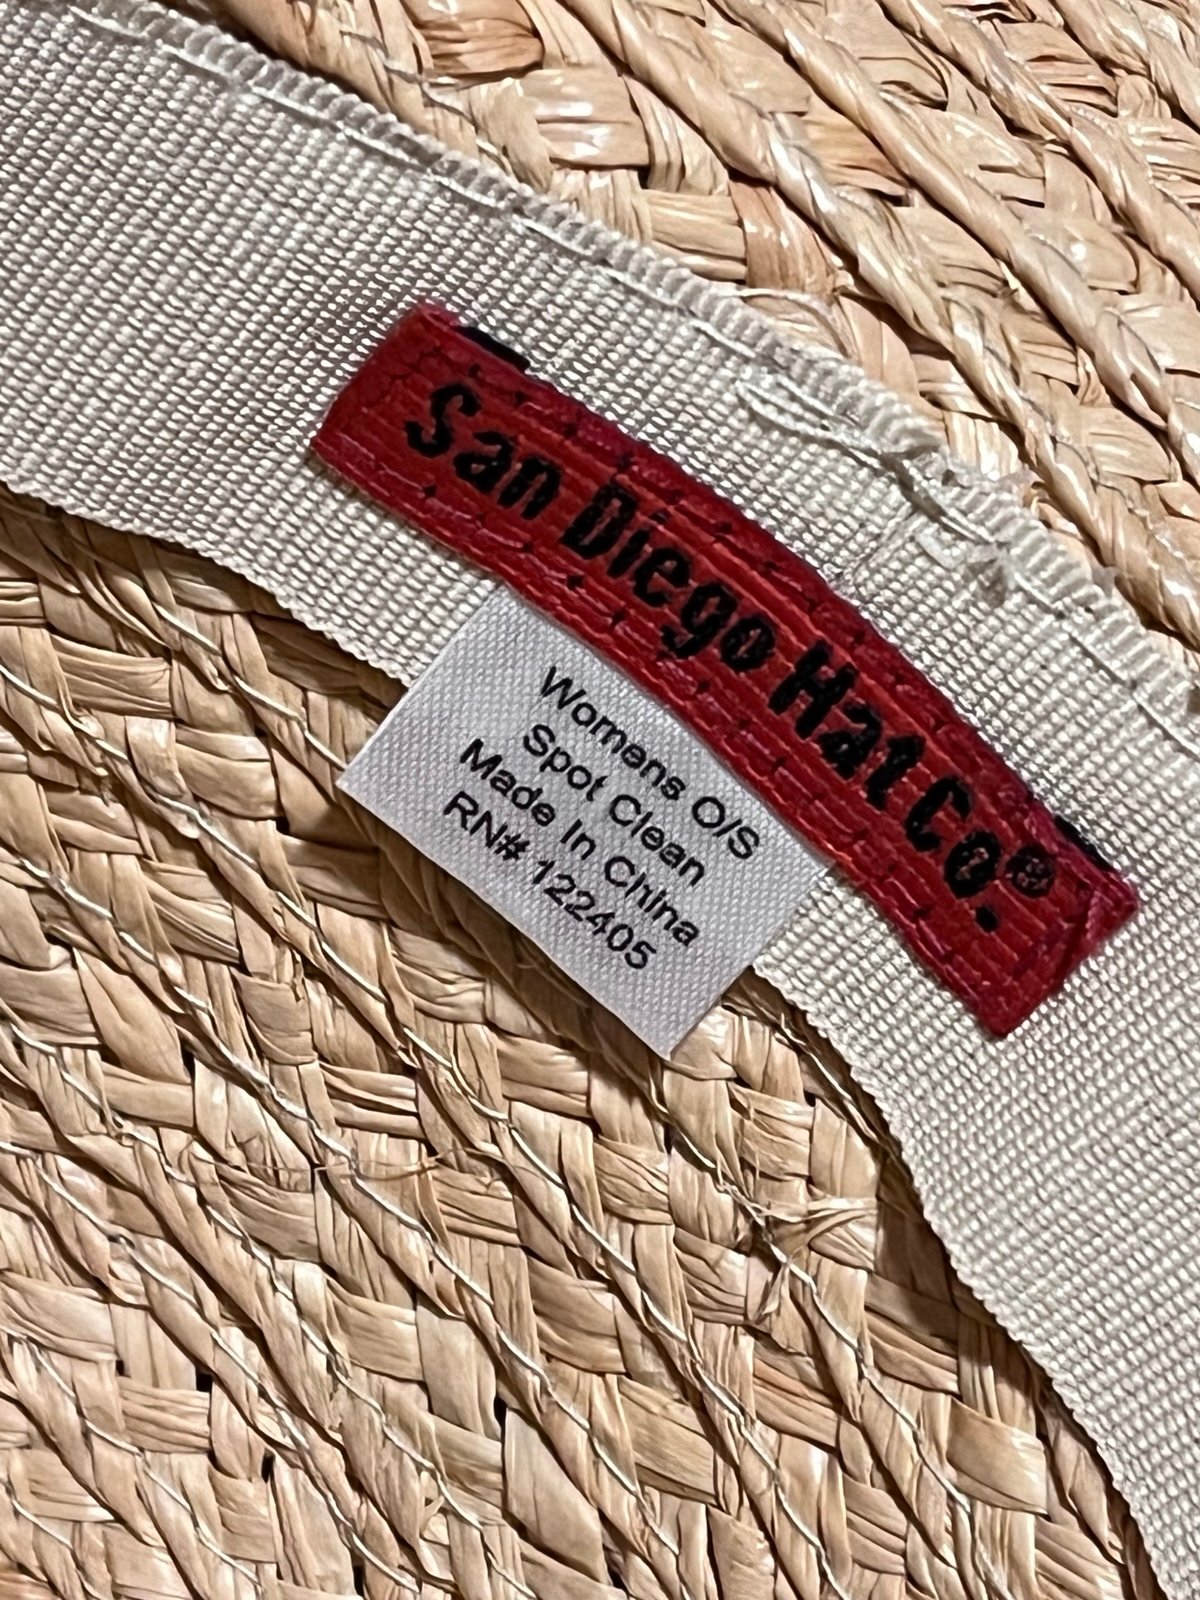 San Diego Hat Co.®
Womens O/S
Spot Clean
Made In China
RN# 122405